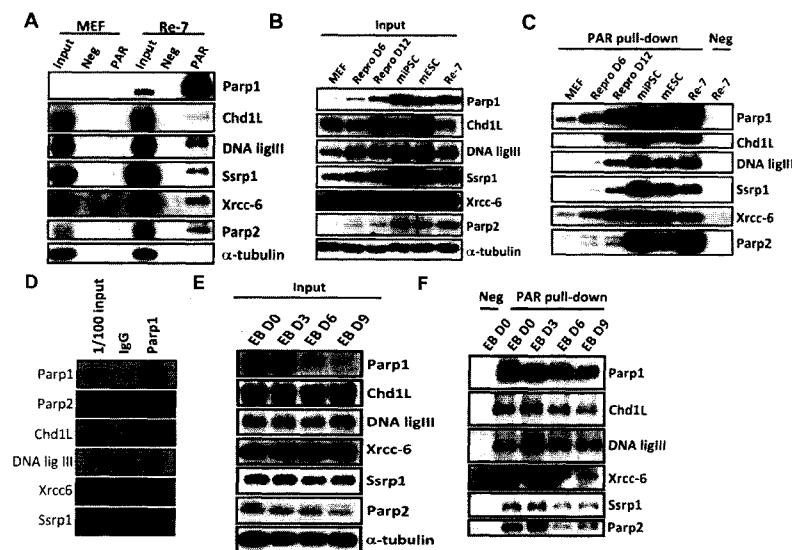 A
MEF Re-7
Input Neg PAR Input Neg PAR
Parp1
Chd1L
DNA ligIII
Ssrp1
Xrcc-6
Parp2
α-tubulin
B
Input
MEF Repro D6 Repro D12 miPSC mESC Re-7
Parp1
Chd1L
DNA ligIII
Ssrp1
Xrcc-6
Parp2
α-tubulin
C
PAR pull-down Neg
MEF Repro D6 Repro D12 miPSC mESC Re-7 Re-7
Parp1
Chd1L
DNA ligIII
Ssrp1
Xrcc-6
Parp2
D
1/100 input IgG Parp1
Parp1
Parp2
Chd1L
DNA lig III
Xrcc6
Ssrp1
E
Input
EB D0 EB D3 EB D6 EB D9
Parp1
Chd1L
DNA ligIII
Xrcc-6
Ssrp1
Parp2
α-tubulin
F
Neg PAR pull-down
EB D0 EB D0 EB D3 EB D6 EB D9
Parp1
Chd1L
DNA ligIII
Xrcc-6
Ssrp1
Parp2